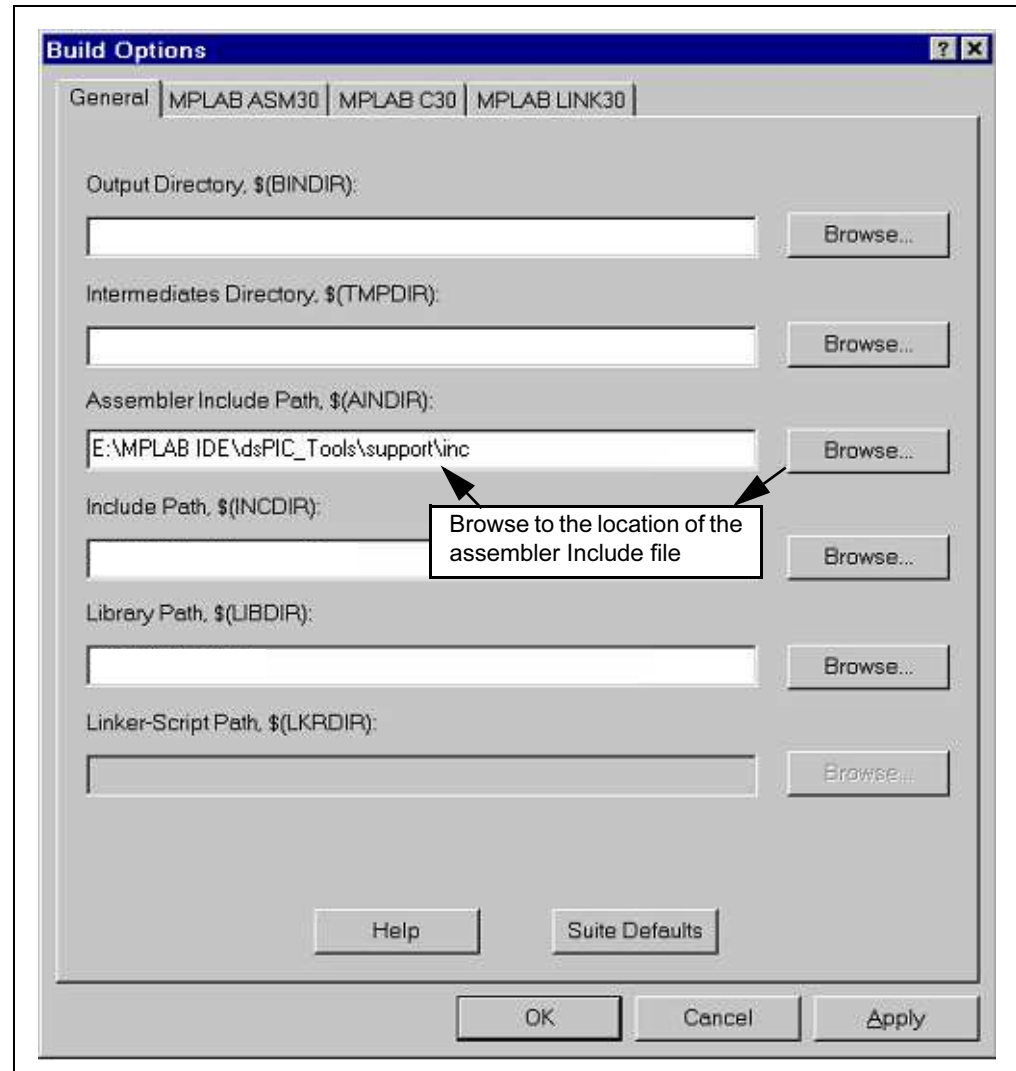 Build Options
General MPLAB ASM30 MPLAB C30 MPLAB LINK30
Output Directory, $(BINDIR):
Browse...
Intermediates Directory, $(TMPDIR):
Browse...
Assembler Include Path, $(AINDIR):
E:\MPLAB IDE\dsPIC_Tools\support\inc
Browse...
Browse to the location of the
assembler Include file
Include Path, $(INCDIR):
Browse...
Library Path, $(LIBDIR):
Browse...
Linker-Script Path, $(LKRDIR):
Browse...
Help Suite Defaults
OK Cancel Apply